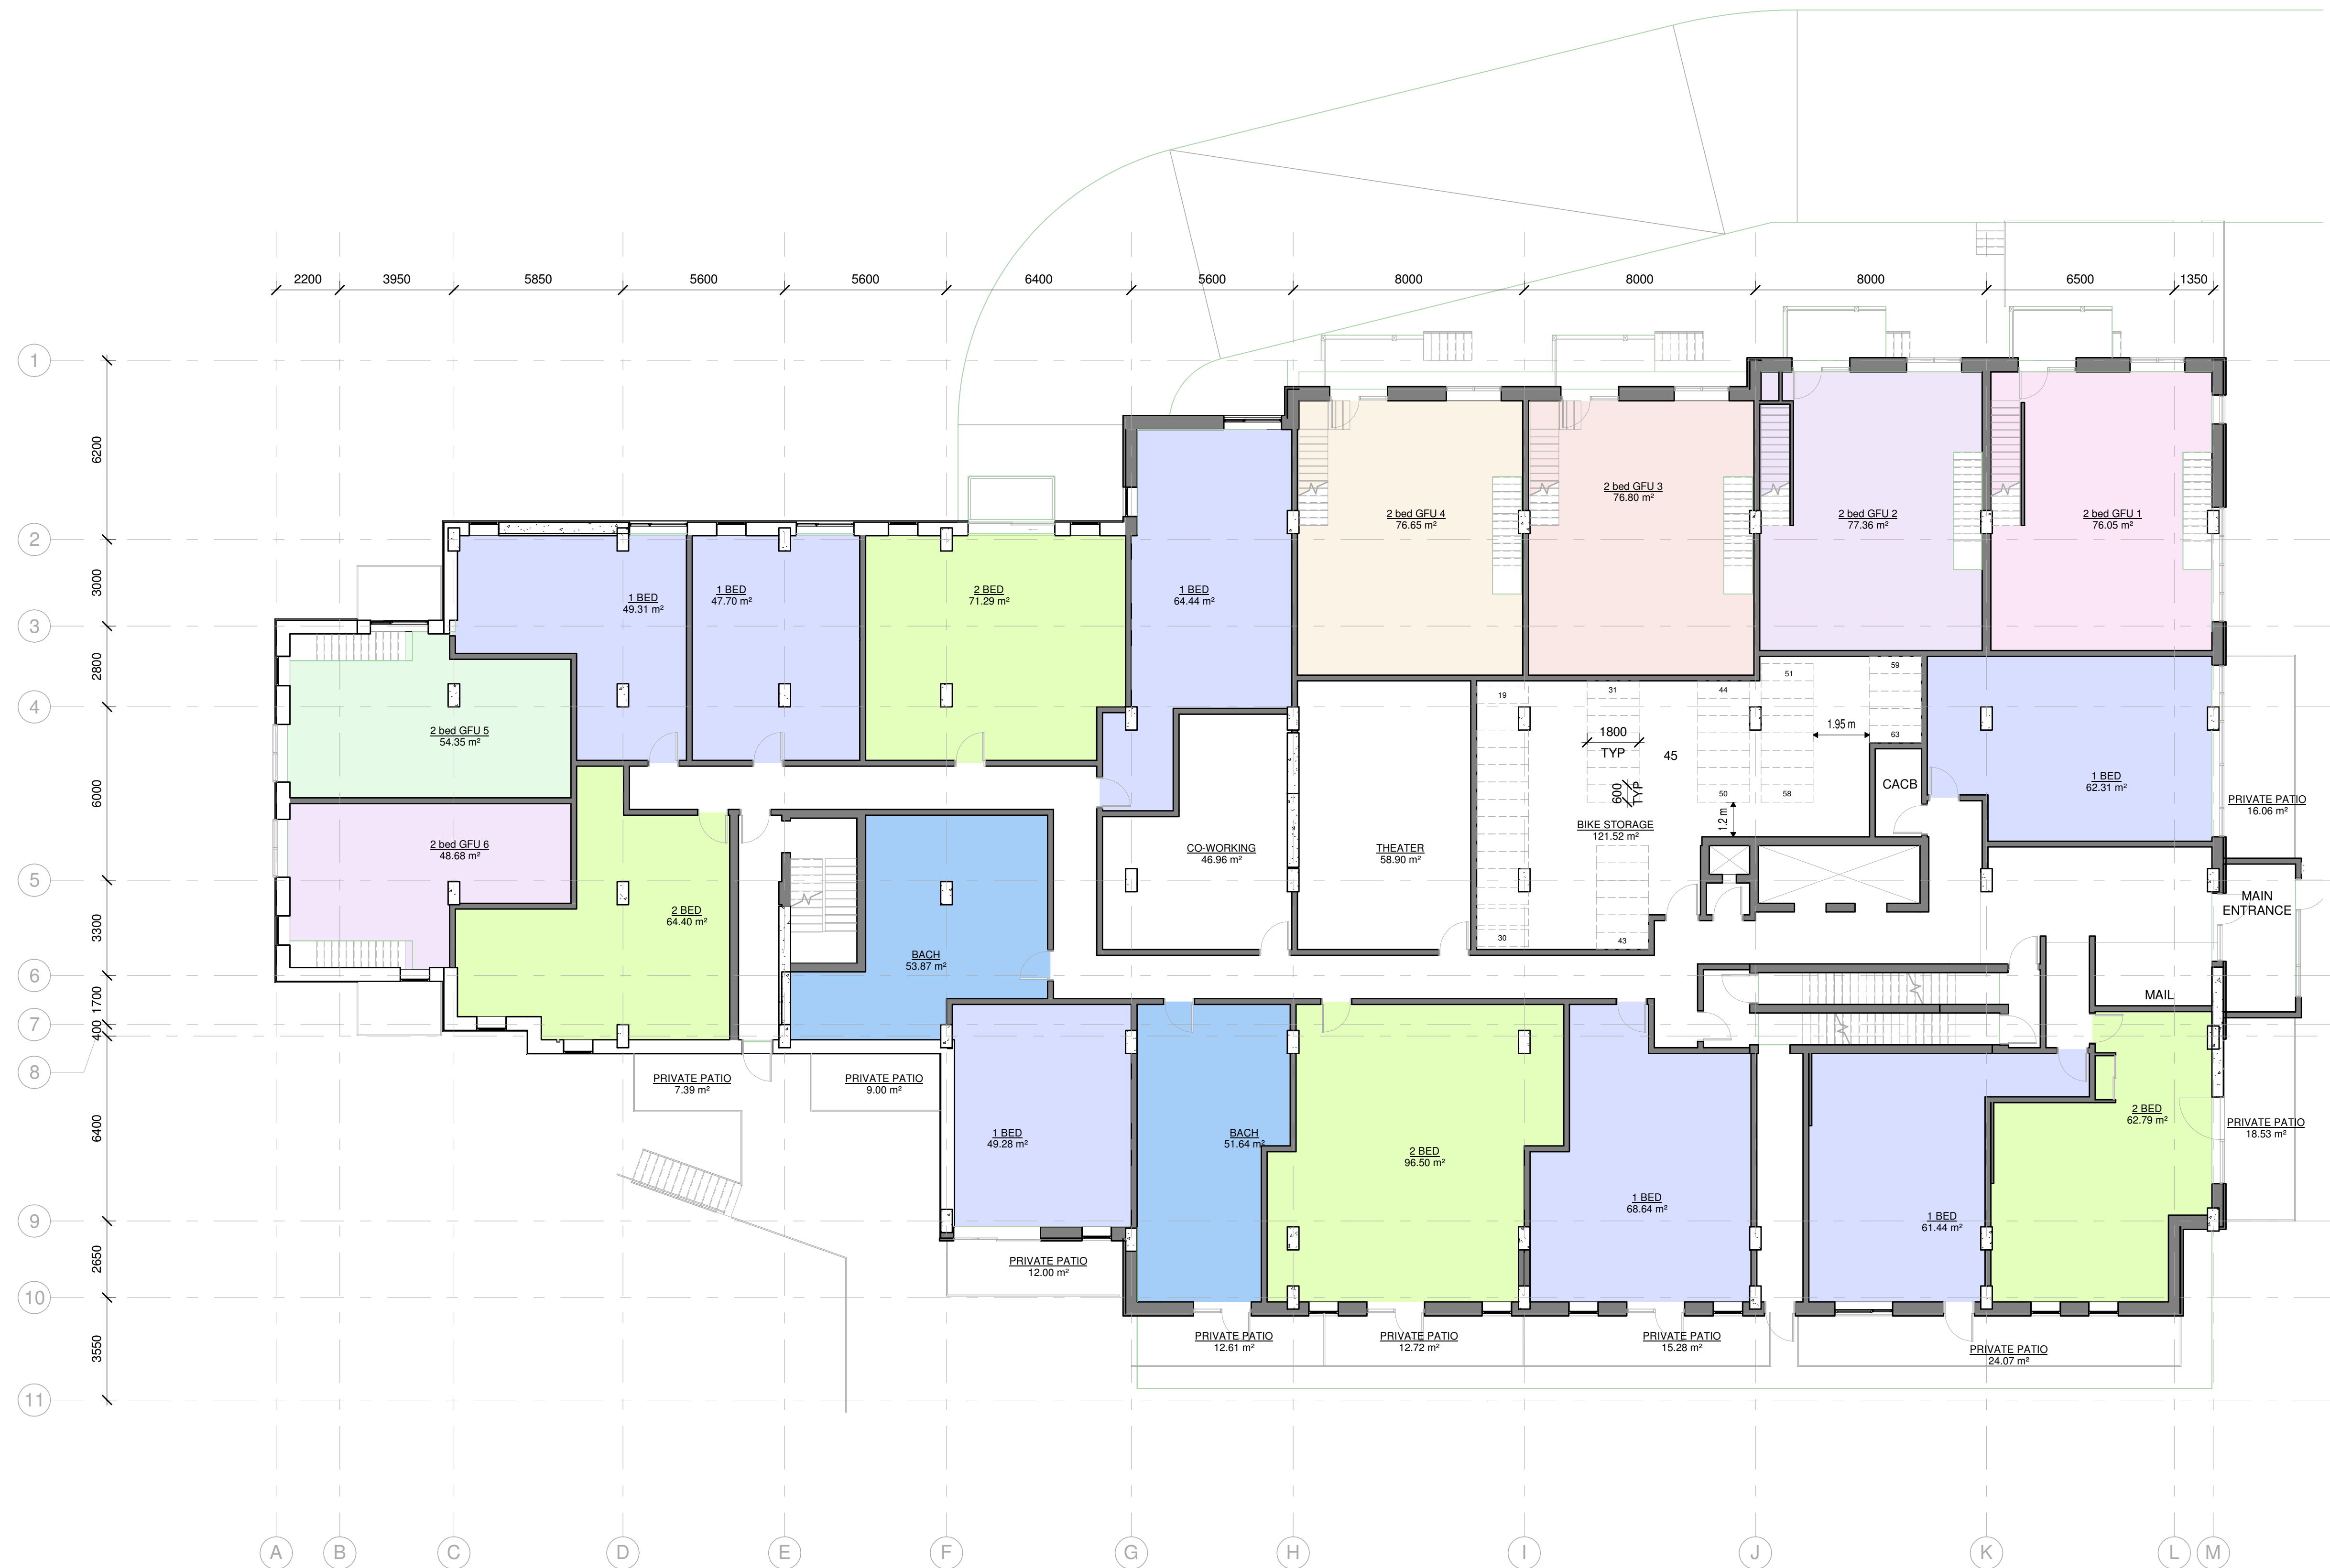 2200 3950 5850 5600 5600 6400 5600 8000 8000 8000 6500 1350
1
2
3
4
5
6
7
8
9
10
11
6200
3000
2800
6000
3300
1700
400
6400
2650
3550
2 bed GFU 4
76.65 m²
2 bed GFU 3
76.80 m²
2 bed GFU 2
77.36 m²
2 bed GFU 1
76.05 m²
1 BED
49.31 m²
1 BED
47.70 m²
2 BED
71.29 m²
1 BED
64.44 m²
2 bed GFU 5
54.35 m²
2 bed GFU 6
48.68 m²
2 BED
64.40 m²
BACH
53.87 m²
CO-WORKING
46.96 m²
THEATER
58.90 m²
BIKE STORAGE
121.52 m²
19
30
31
43
44
50
51
58
59
63
45
1800
TYP
600
TYP
1.95 m
1.2 m
CACB
1 BED
62.31 m²
PRIVATE PATIO
16.06 m²
MAIN
ENTRANCE
MAIL
PRIVATE PATIO
7.39 m²
PRIVATE PATIO
9.00 m²
1 BED
49.28 m²
BACH
51.64 m²
2 BED
96.50 m²
1 BED
68.64 m²
1 BED
61.44 m²
2 BED
62.79 m²
PRIVATE PATIO
18.53 m²
PRIVATE PATIO
12.00 m²
PRIVATE PATIO
12.61 m²
PRIVATE PATIO
12.72 m²
PRIVATE PATIO
15.28 m²
PRIVATE PATIO
24.07 m²
A B C D E F G H I J K L M